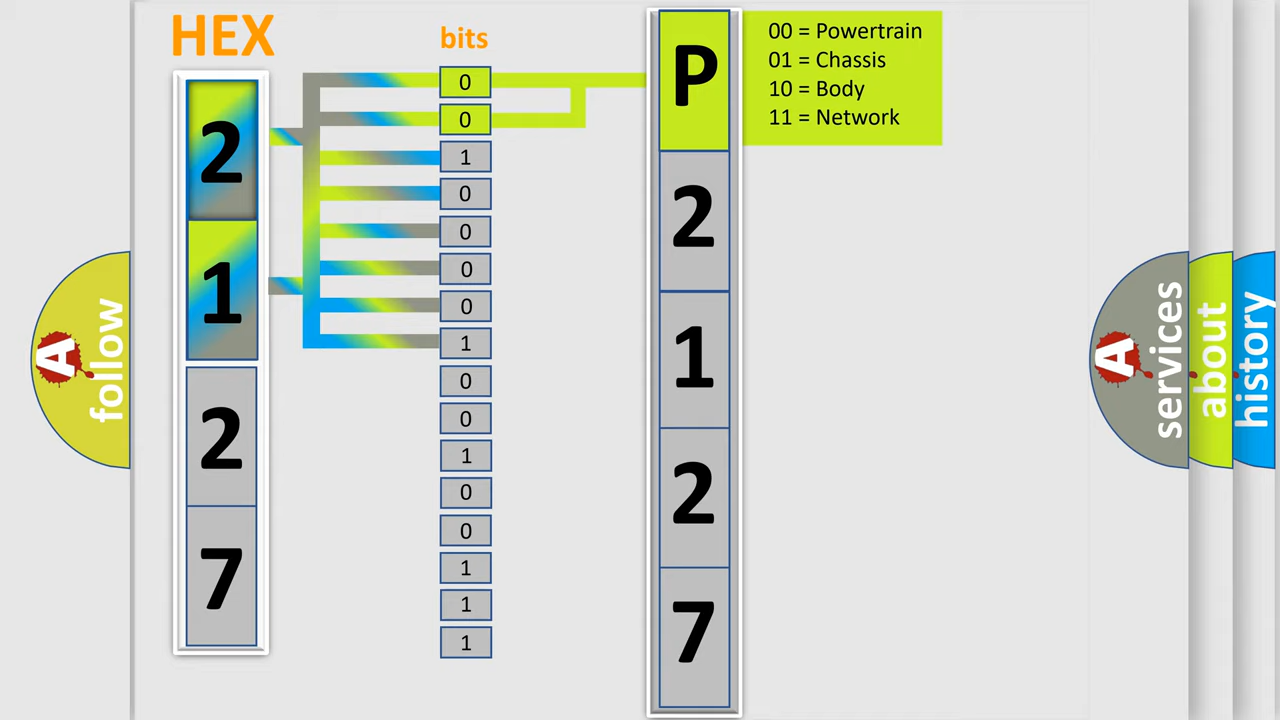 HEX
bits
2
1
2
7
0
0
1
0
0
0
0
1
0
0
1
0
0
1
1
1
P
2
1
2
7
00 = Powertrain
01 = Chassis
10 = Body
11 = Network
A
follow
A
services
about
history